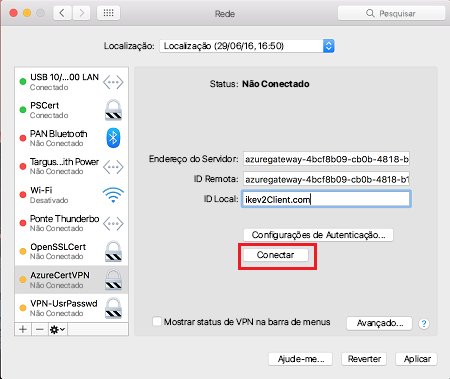 Rede
Pesquisar
Localização: Localização (29/06/16, 16:50)
USB 10/...00 LAN
Conectado
PSCert
Conectado
PAN Bluetooth
Não Conectado
Targus...ith Power
Não Conectado
Wi-Fi
Desativado
Ponte Thunderbo
Não Conectado
OpenSSLCert
Não Conectado
AzureCertVPN
Não Conectado
VPN-UsrPasswd
Não Conectado
Status: Não Conectado
Endereço do Servidor: azuregateway-4bcf8b09-cb0b-4818-b
ID Remota: azuregateway-4bcf8b09-cb0b-4818-b1
ID Local: ikev2Client.com
Configurações de Autenticação...
Conectar
Mostrar status de VPN na barra de menus
Avançado...
?
Ajude-me...
Reverter
Aplicar